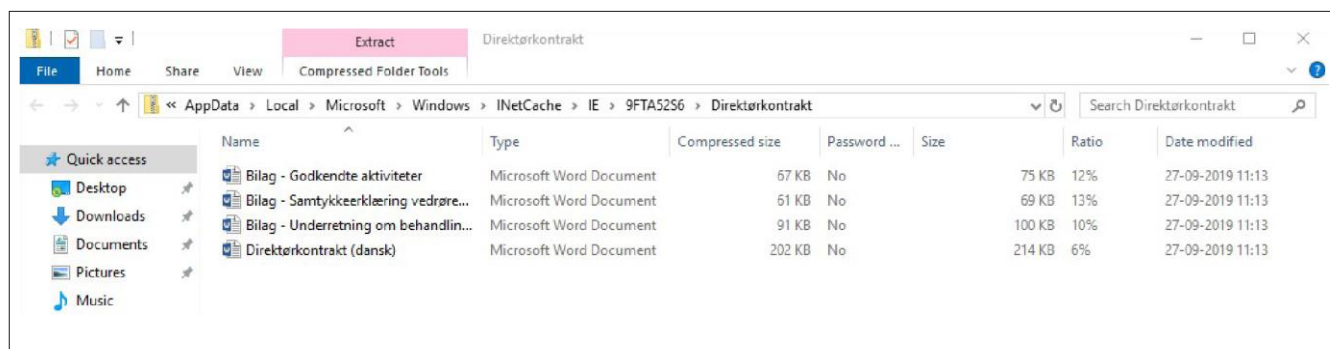 Extract Direktørkontrakt
File Home Share View Compressed Folder Tools
« AppData › Local › Microsoft › Windows › INetCache › IE › 9FTA52S6 › Direktørkontrakt Search Direktørkontrakt
Name Type Compressed size Password ... Size Ratio Date modified
Quick access
Desktop
Downloads
Documents
Pictures
Music
Bilag - Godkendte aktiviteter Microsoft Word Document 67 KB No 75 KB 12% 27-09-2019 11:13
Bilag - Samtykkeerklæring vedrøre... Microsoft Word Document 61 KB No 69 KB 13% 27-09-2019 11:13
Bilag - Underretning om behandlin... Microsoft Word Document 91 KB No 100 KB 10% 27-09-2019 11:13
Direktørkontrakt (dansk) Microsoft Word Document 202 KB No 214 KB 6% 27-09-2019 11:13